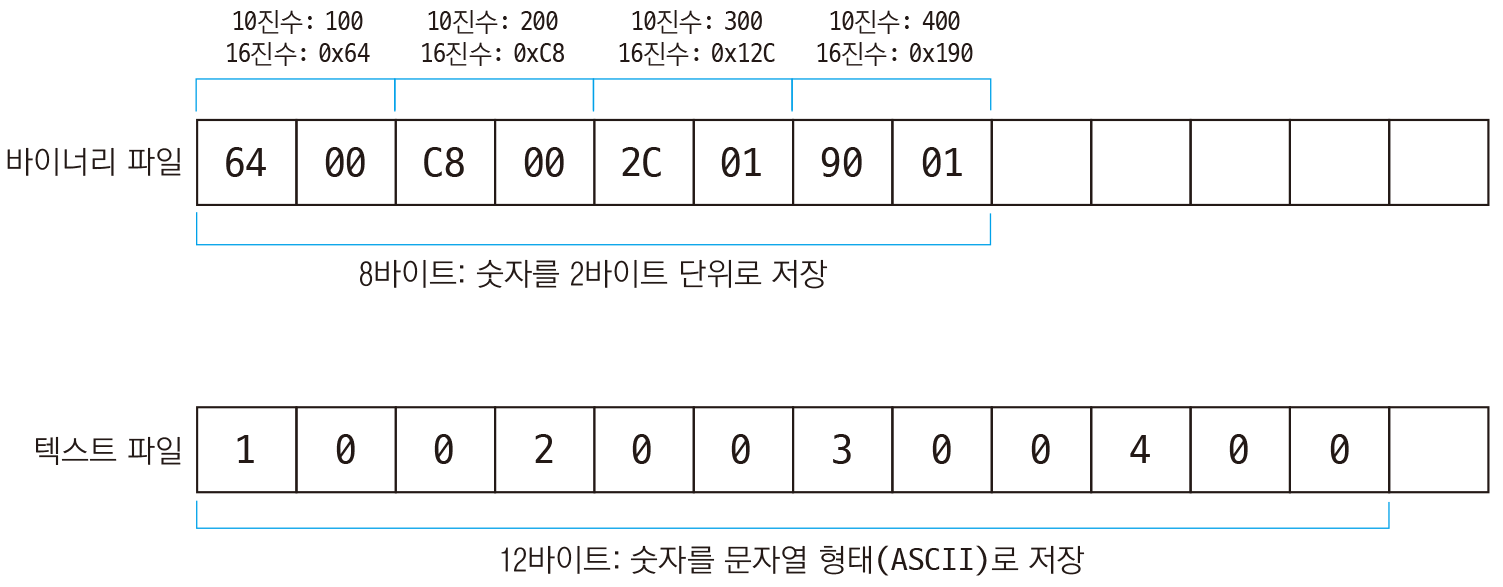 10진수: 100 10진수: 200 10진수: 300 10진수: 400
16진수: 0x64 16진수: 0xC8 16진수: 0x12C 16진수: 0x190
바이너리 파일 64 00 C8 00 2C 01 90 01
8바이트: 숫자를 2바이트 단위로 저장
텍스트 파일 1 0 0 2 0 0 3 0 0 4 0 0
12바이트: 숫자를 문자열 형태(ASCII)로 저장